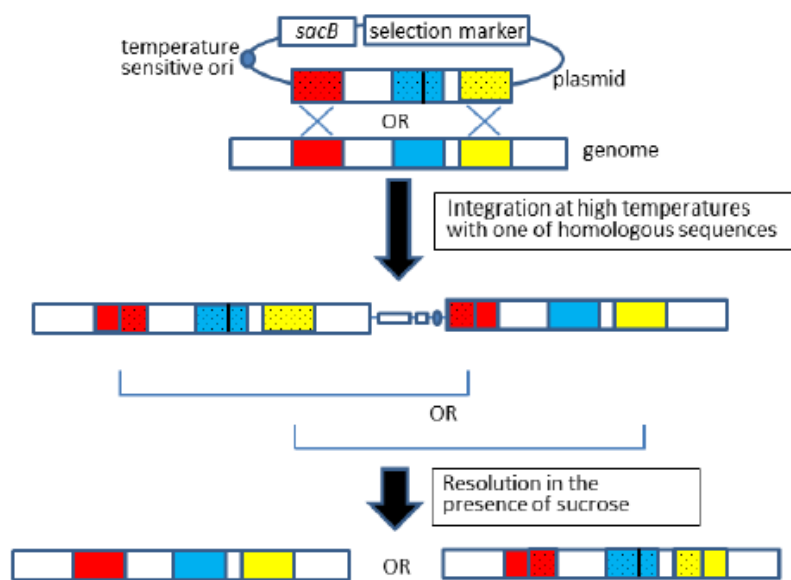 sacB
selection marker
temperature
sensitive ori
plasmid
OR
genome
Integration at high temperatures
with one of homologous sequences
OR
Resolution in the
presence of sucrose
OR